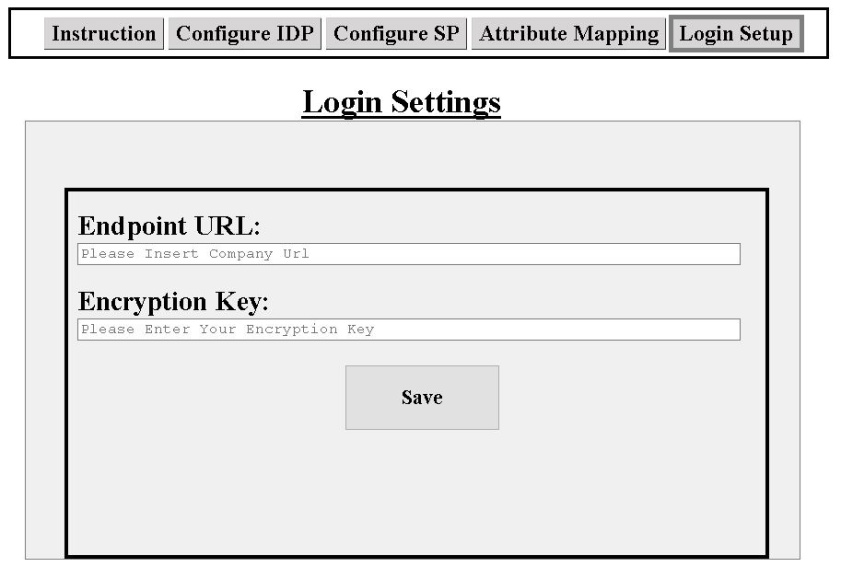 Instruction Configure IDP Configure SP Attribute Mapping Login Setup
Login Settings
Endpoint URL:
Please Insert Company Url
Encryption Key:
Please Enter Your Encryption Key
Save